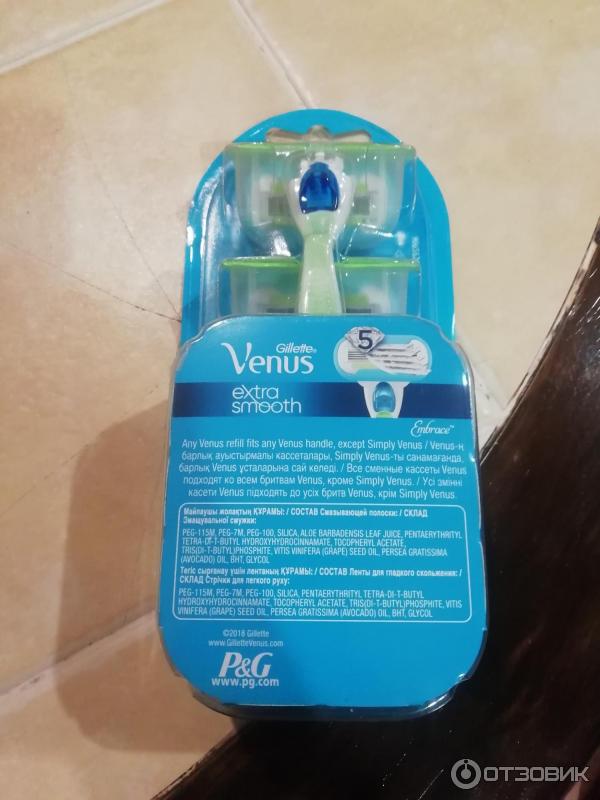 Gillette®
Venus
5
extra
smooth
Embrace™
Any Venus refill fits any Venus handle, except Simply Venus / Venus-ң
барлық ауыстырмалы кассеталары, Simply Venus-ты санамағанда,
барлық Venus ұсталарына сай келеді. / Все сменные кассеты Venus
подходят ко всем бритвам Venus, кроме Simply Venus. / Усі змінні
касети Venus підходять до усіх бритв Venus, крім Simply Venus.
Майлаушы жолақтың ҚҰРАМЫ: / СОСТАВ Смазывающей полоски: / СКЛАД
Змащувальної смужки:
PEG-115M, PEG-7M, PEG-100, SILICA, ALOE BARBADENSIS LEAF JUICE, PENTAERYTHRITYL
TETRA-DI-T-BUTYL HYDROXYHYDROCINNAMATE, TOCOPHERYL ACETATE,
TRIS(DI-T-BUTYL)PHOSPHITE, VITIS VINIFERA (GRAPE) SEED OIL, PERSEA GRATISSIMA
(AVOCADO) OIL, BHT, GLYCOL
Тегіс сырғанау үшін лентаның ҚҰРАМЫ: / СОСТАВ Ленты для гладкого скольжения: /
СКЛАД Стрічки для легкого руху:
PEG-115M, PEG-7M, PEG-100, SILICA, PENTAERYTHRITYL TETRA-DI-T-BUTYL
HYDROXYHYDROCINNAMATE, TOCOPHERYL ACETATE, TRIS(DI-T-BUTYL)PHOSPHITE, VITIS
VINIFERA (GRAPE) SEED OIL, PERSEA GRATISSIMA (AVOCADO) OIL, BHT, GLYCOL
©2018 Gillette
www.GilletteVenus.com
P&G
www.pg.com
ОТЗОВИК